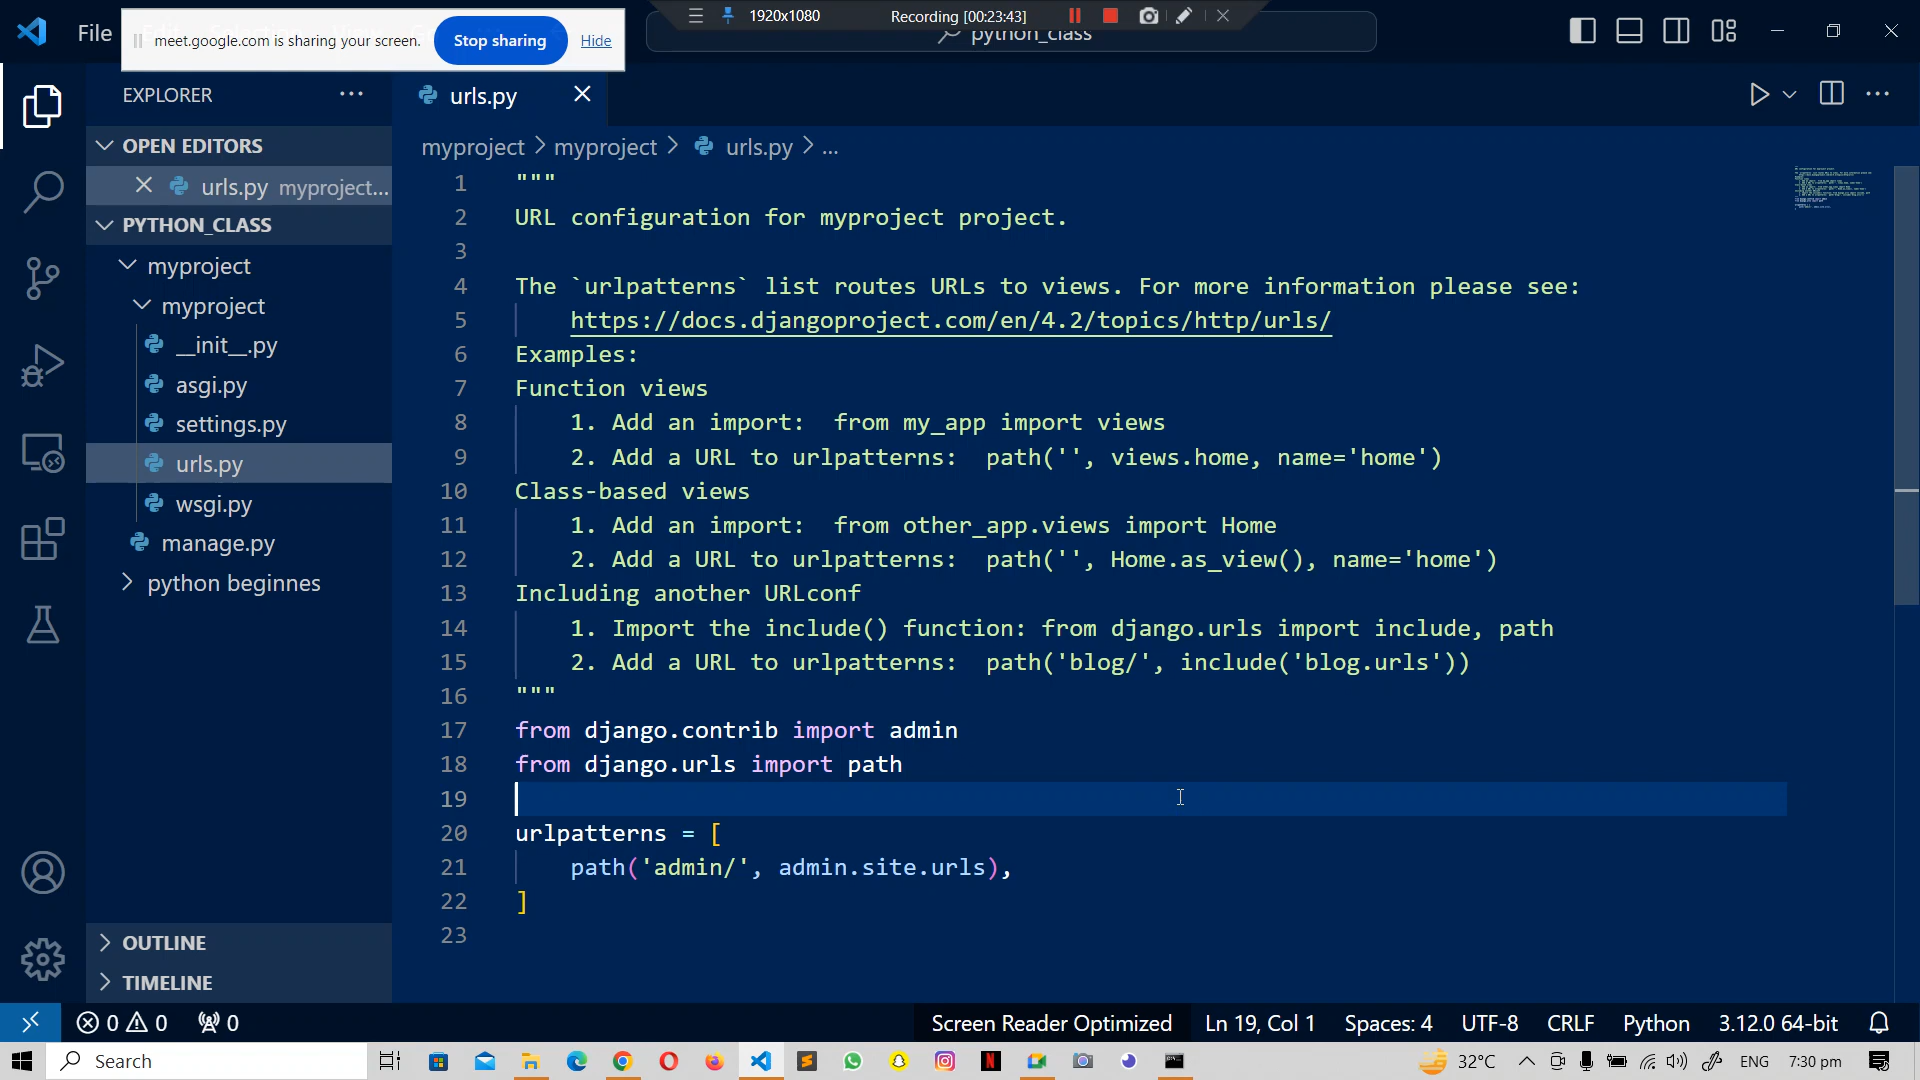 1920x1080 Recording [00:23:43]
File
meet.google.com is sharing your screen. Stop sharing Hide
python_class
EXPLORER
urls.py
OPEN EDITORS
urls.py myproject...
PYTHON_CLASS
myproject
myproject
__init__.py
asgi.py
settings.py
urls.py
wsgi.py
manage.py
python beginnes
OUTLINE
TIMELINE
myproject > myproject > urls.py > ...
1 """
2 URL configuration for myproject project.
3
4 The `urlpatterns` list routes URLs to views. For more information please see:
5 https://docs.djangoproject.com/en/4.2/topics/http/urls/
6 Examples:
7 Function views
8 1. Add an import:  from my_app import views
9 2. Add a URL to urlpatterns:  path('', views.home, name='home')
10 Class-based views
11 1. Add an import:  from other_app.views import Home
12 2. Add a URL to urlpatterns:  path('', Home.as_view(), name='home')
13 Including another URLconf
14 1. Import the include() function: from django.urls import include, path
15 2. Add a URL to urlpatterns:  path('blog/', include('blog.urls'))
16 """
17 from django.contrib import admin
18 from django.urls import path
19
20 urlpatterns = [
21 path('admin/', admin.site.urls),
22 ]
23
0 0 0 Screen Reader Optimized Ln 19, Col 1 Spaces: 4 UTF-8 CRLF Python 3.12.0 64-bit
Search 32°C ENG 7:30 pm